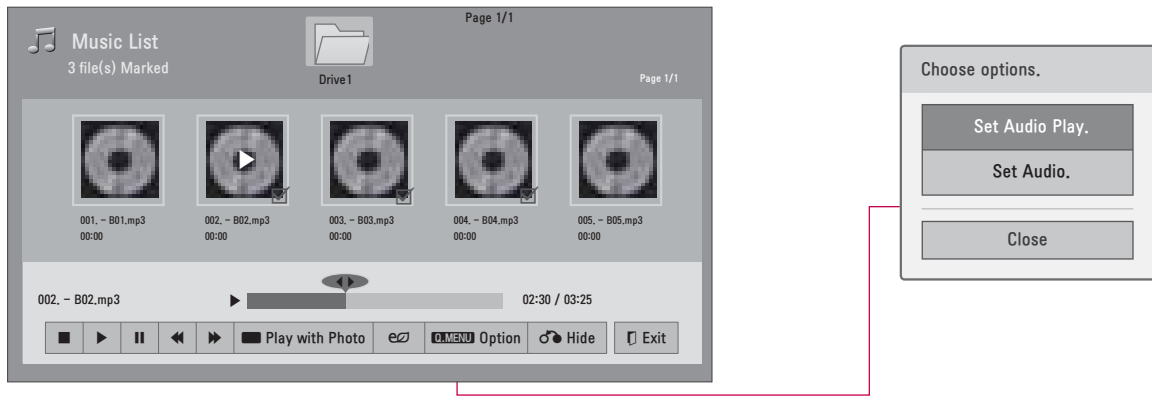 Page 1/1
Music List
3 file(s) Marked
Drive1
Page 1/1
001. - B01.mp3
00:00
002. - B02.mp3
00:00
003. - B03.mp3
00:00
004. - B04.mp3
00:00
005. - B05.mp3
00:00
002. - B02.mp3
02:30 / 03:25
Play with Photo
e
Q.MENU Option
Hide
Exit
Choose options.
Set Audio Play.
Set Audio.
Close